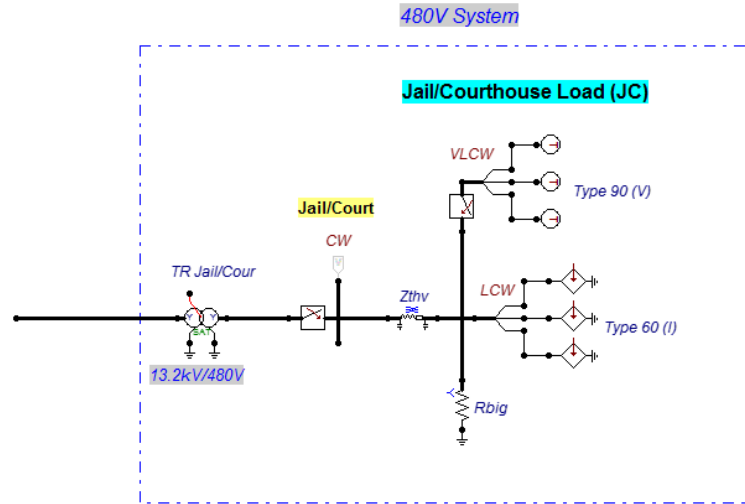 480V System
Jail/Courthouse Load (JC)
VLCW
Type 90 (V)
Jail/Court
CW
TR Jail/Cour
Zthv
LCW
Type 60 (I)
Y Y
SAT
13.2kV/480V
V
Y
Rbig